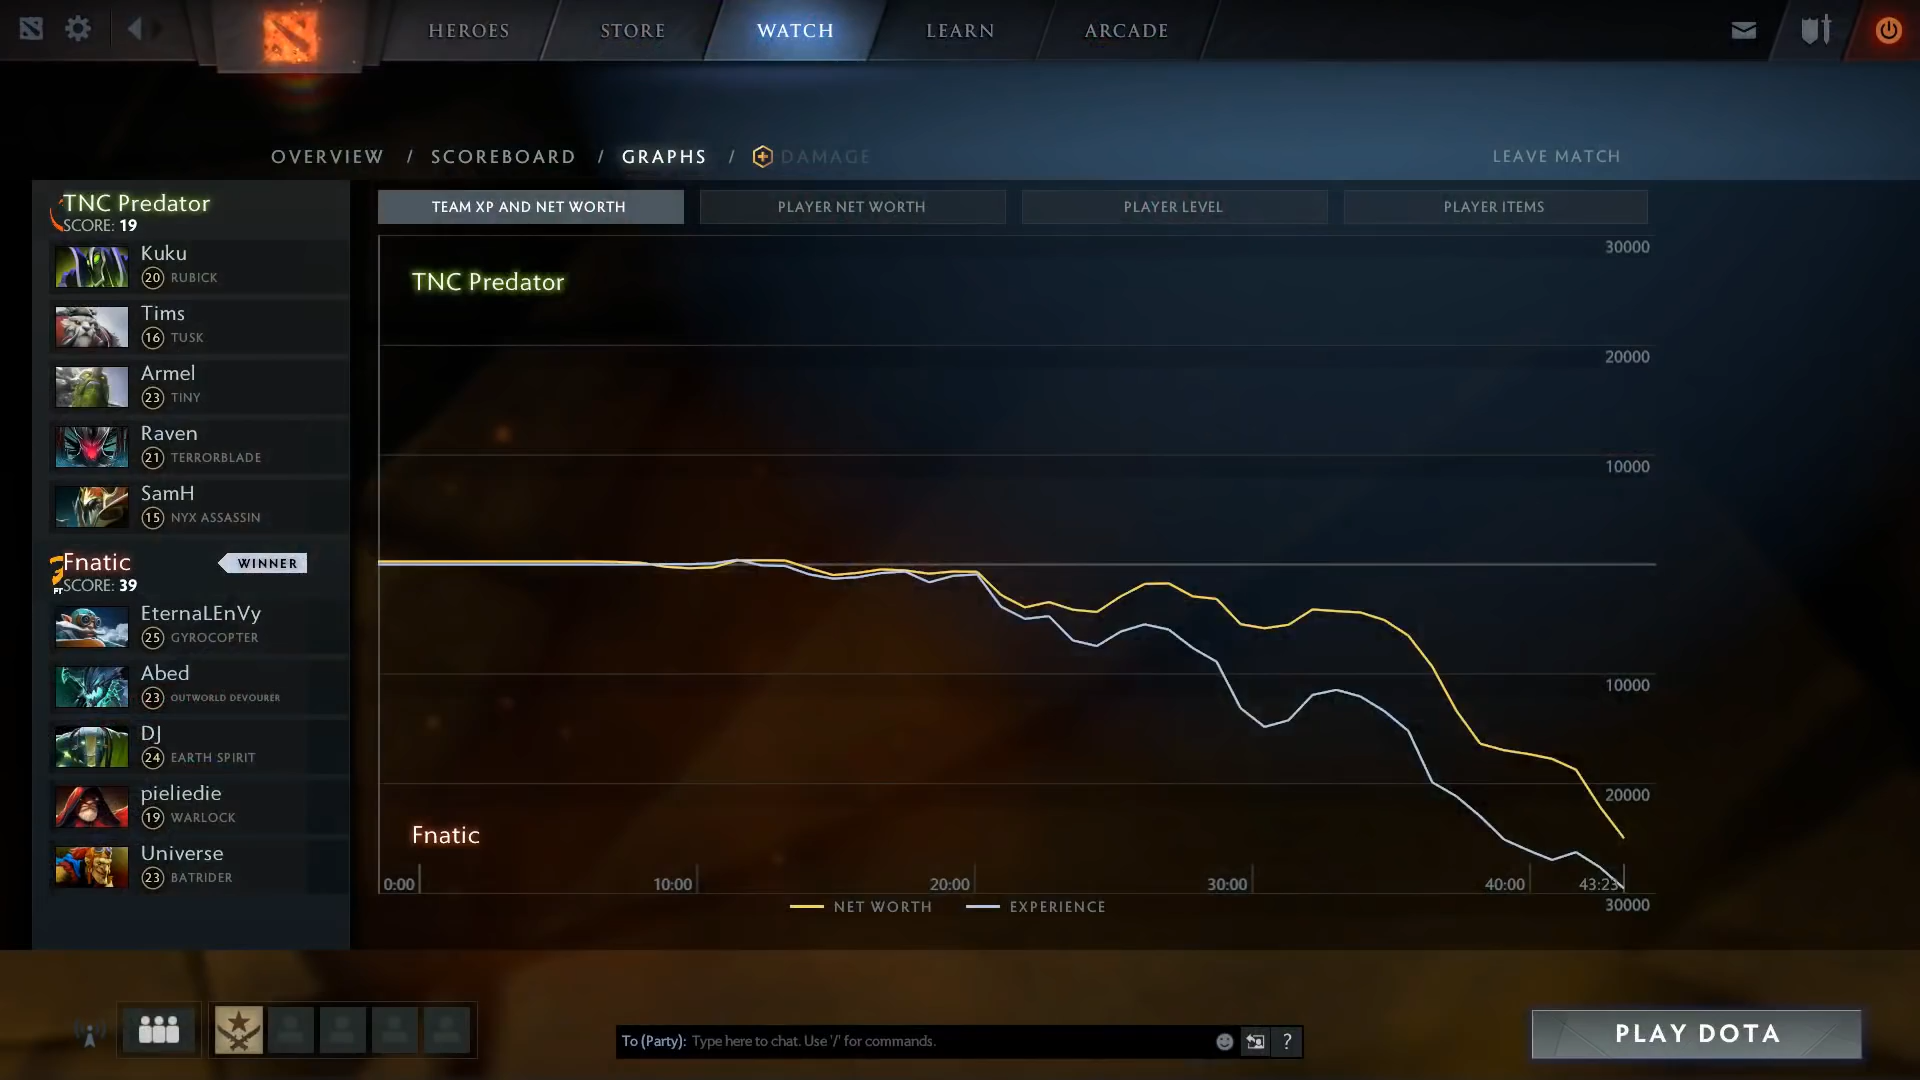 HEROES
STORE
WATCH
LEARN
ARCADE
OVERVIEW / SCOREBOARD / GRAPHS / DAMAGE
LEAVE MATCH
TNC Predator
SCORE: 19
Kuku
20 RUBICK
Tims
16 TUSK
Armel
23 TINY
Raven
21 TERRORBLADE
SamH
15 NYX ASSASSIN
Fnatic
WINNER
SCORE: 39
EternaLEnVy
25 GYROCOPTER
Abed
23 OUTWORLD DEVOURER
DJ
24 EARTH SPIRIT
pieliedie
19 WARLOCK
Universe
23 BATRIDER
TEAM XP AND NET WORTH
PLAYER NET WORTH
PLAYER LEVEL
PLAYER ITEMS
TNC Predator
30000
20000
10000
10000
20000
30000
Fnatic
0:00
10:00
20:00
30:00
40:00
43:23
NET WORTH
EXPERIENCE
To (Party): Type here to chat. Use '/' for commands.
?
PLAY DOTA